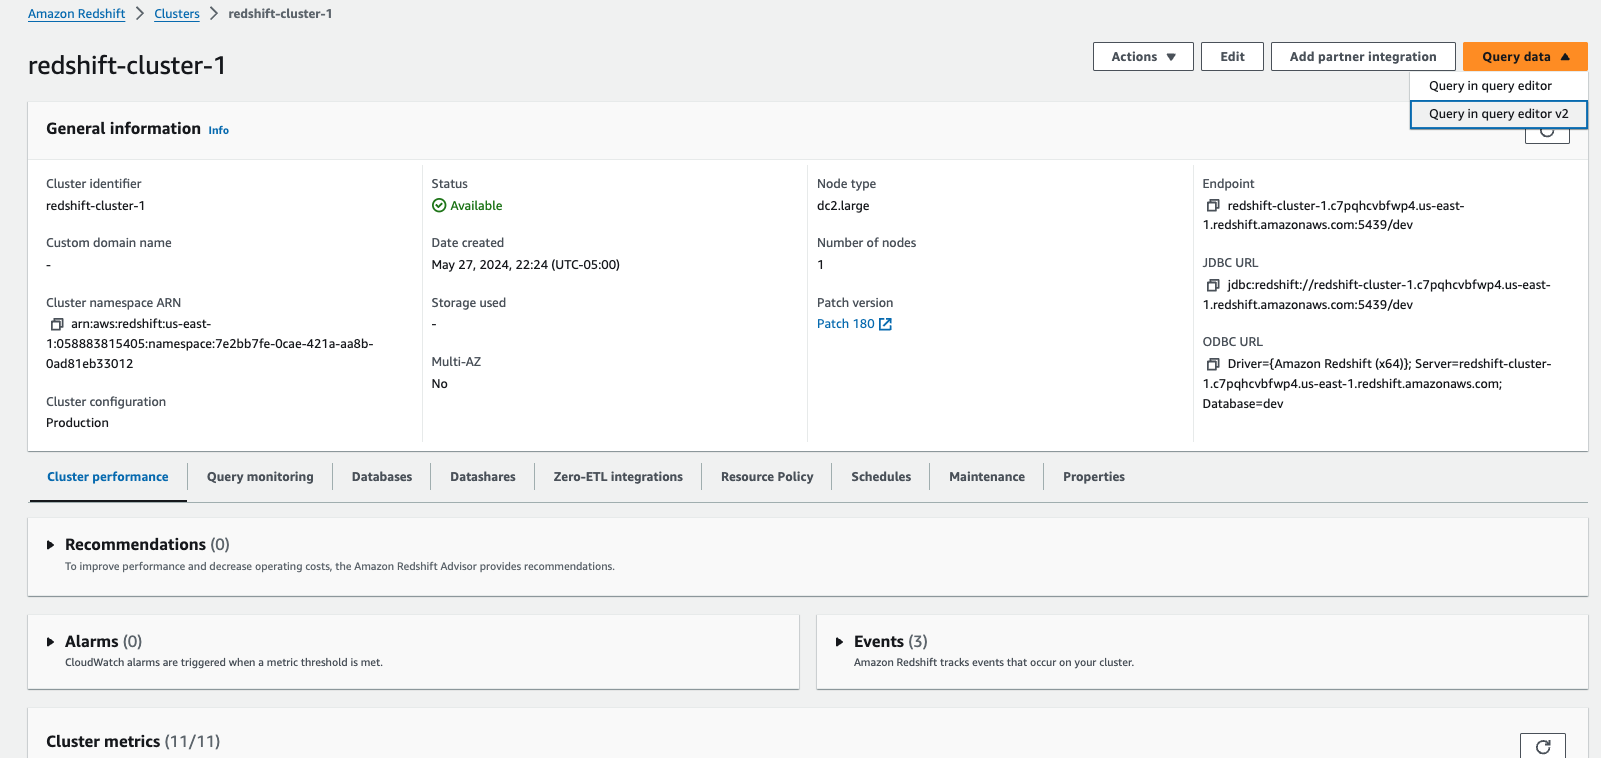 Amazon Redshift > Clusters > redshift-cluster-1
redshift-cluster-1
Actions Edit Add partner integration Query data
Query in query editor
Query in query editor v2
General information Info
Cluster identifier
redshift-cluster-1
Custom domain name
-
Cluster namespace ARN
arn:aws:redshift:us-east-
1:058883815405:namespace:7e2bb7fe-0cae-421a-aa8b-
0ad81eb33012
Cluster configuration
Production
Status
Available
Date created
May 27, 2024, 22:24 (UTC-05:00)
Storage used
-
Multi-AZ
No
Node type
dc2.large
Number of nodes
1
Patch version
Patch 180
Endpoint
redshift-cluster-1.c7pqhcvbfwp4.us-east-
1.redshift.amazonaws.com:5439/dev
JDBC URL
jdbc:redshift://redshift-cluster-1.c7pqhcvbfwp4.us-east-
1.redshift.amazonaws.com:5439/dev
ODBC URL
Driver={Amazon Redshift (x64)}; Server=redshift-cluster-
1.c7pqhcvbfwp4.us-east-1.redshift.amazonaws.com;
Database=dev
Cluster performance Query monitoring Databases Datashares Zero-ETL integrations Resource Policy Schedules Maintenance Properties
Recommendations (0)
To improve performance and decrease operating costs, the Amazon Redshift Advisor provides recommendations.
Alarms (0)
CloudWatch alarms are triggered when a metric threshold is met.
Events (3)
Amazon Redshift tracks events that occur on your cluster.
Cluster metrics (11/11)